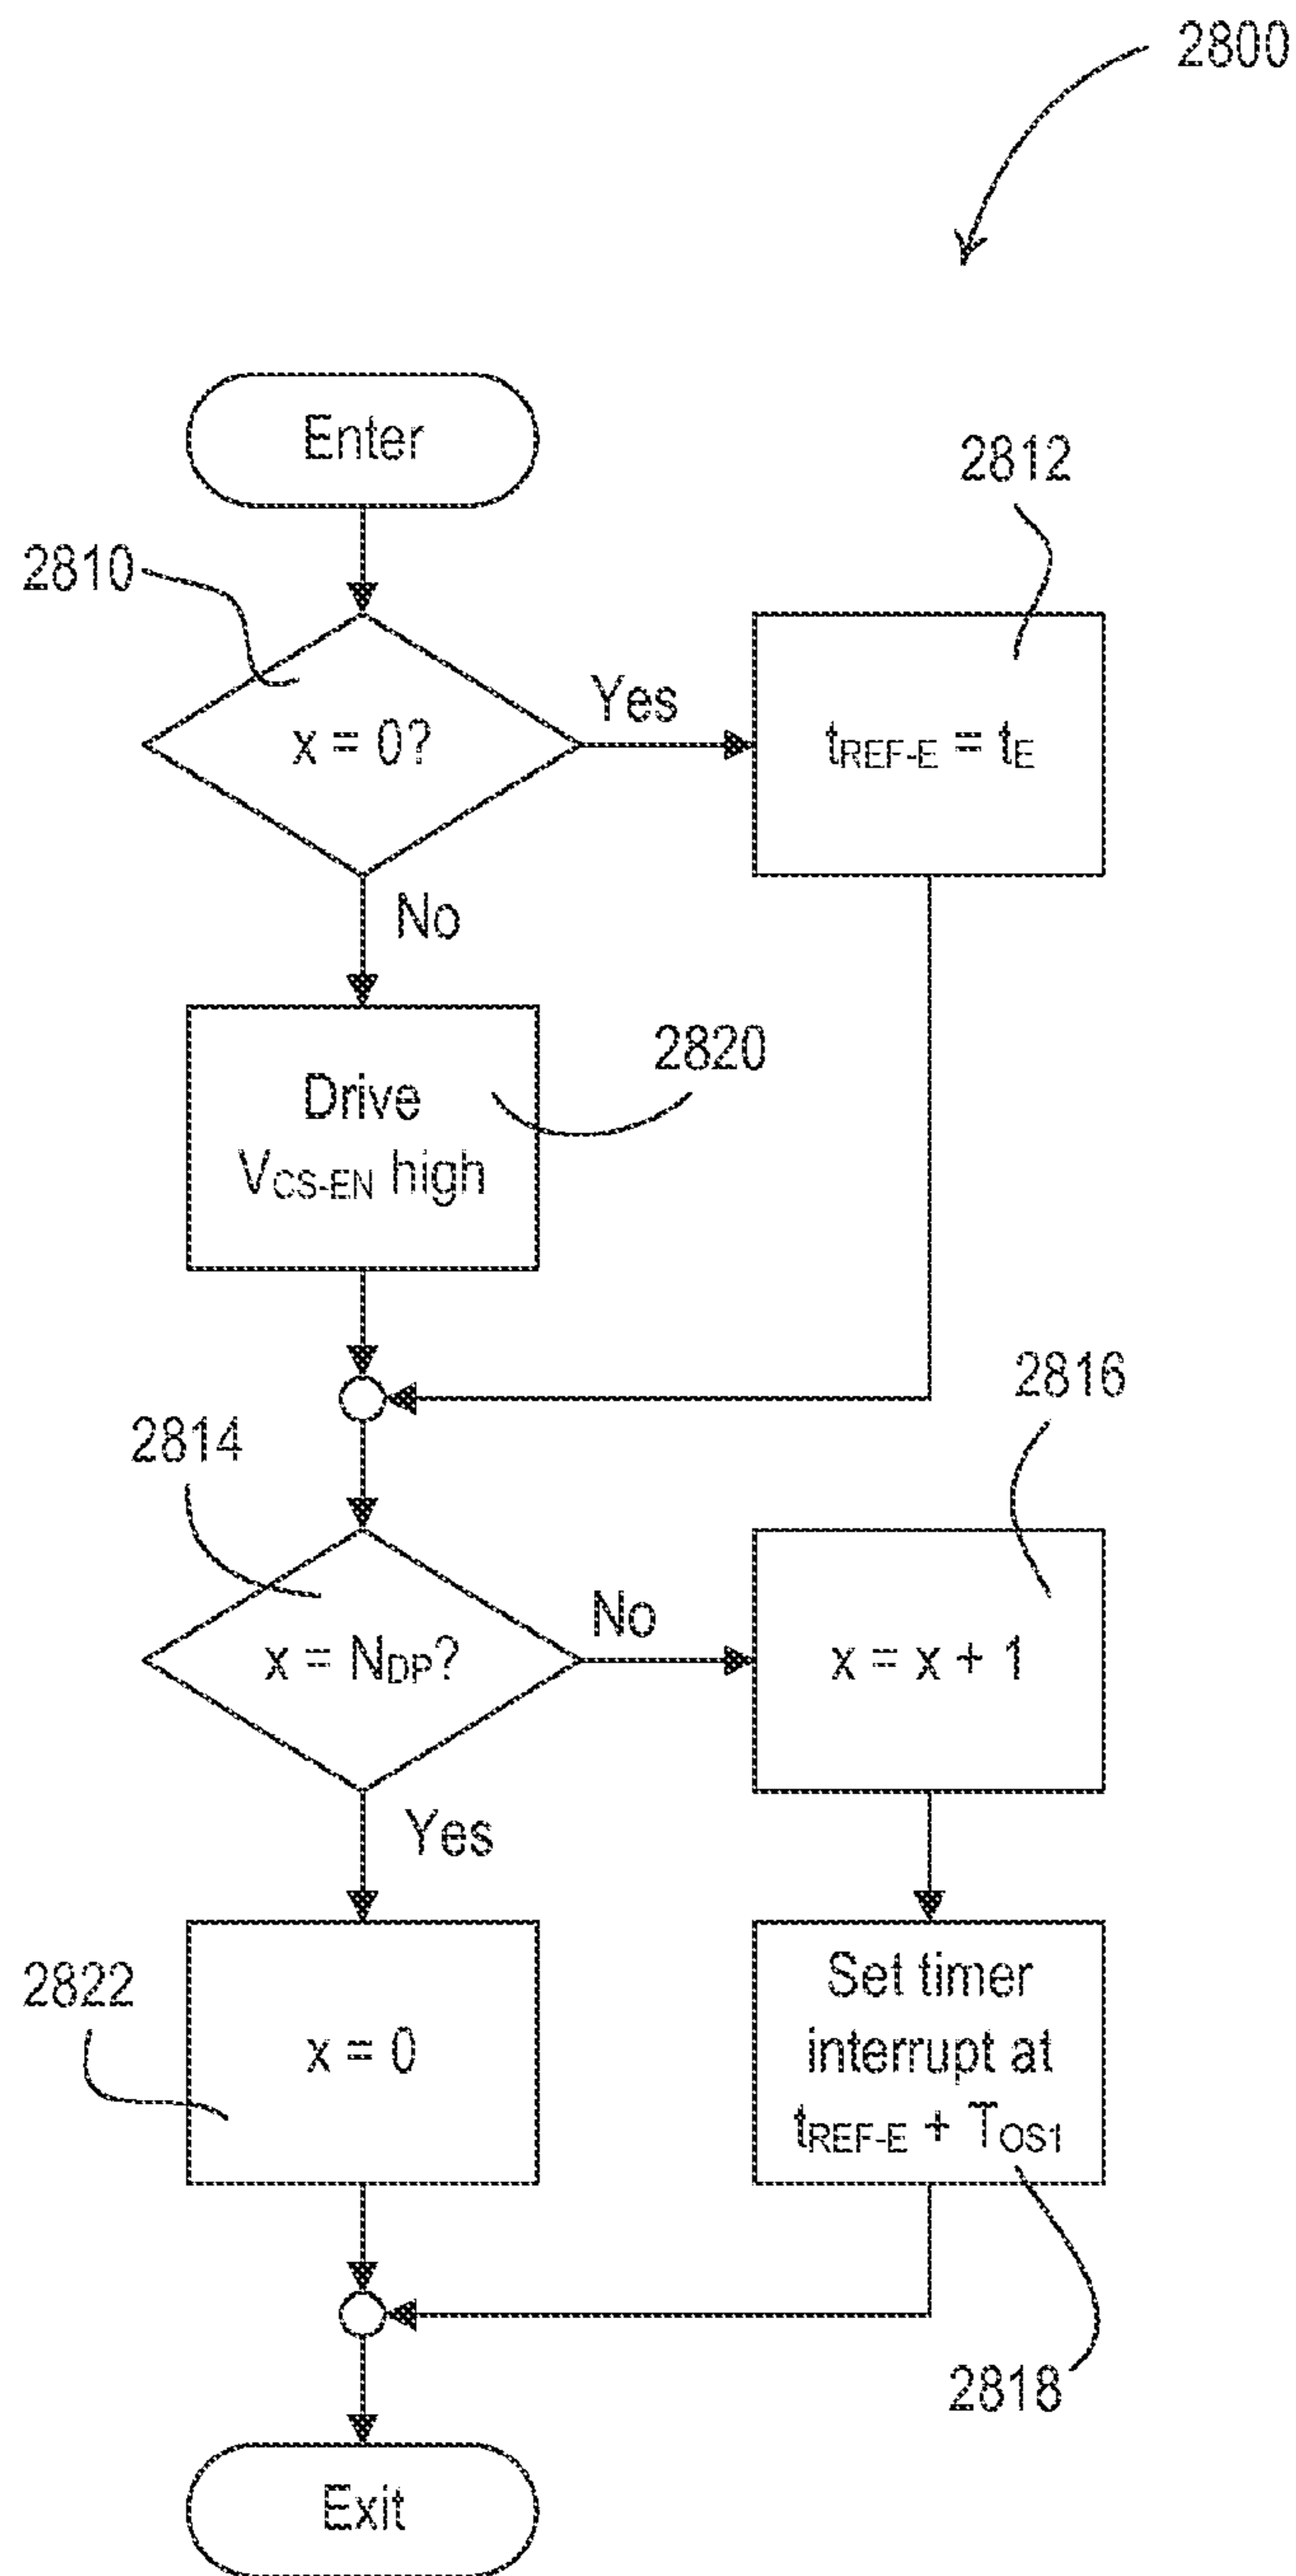 2800
Enter
2812
2810
Yes
x = 0?
tREF-E = tE
No
2820
Drive
VCS-EN high
2816
2814
No
x = NDP?
x = x + 1
Yes
Set timer
interrupt at
tREF-E + TOS1
2822
x = 0
2818
Exit